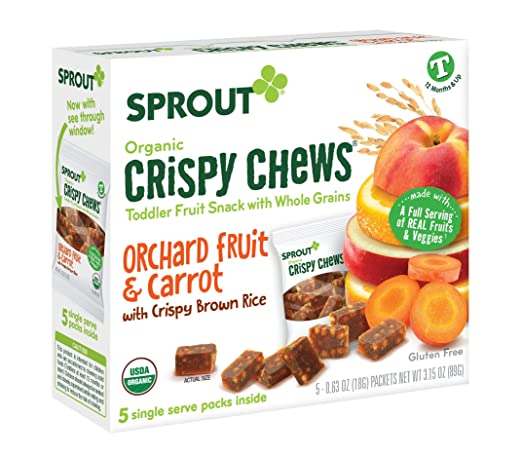 SPROUT
Organic
CRiSPY CHEWS®
Toddler Fruit Snack with Whole Grains
ORCHARD fRUiT
& CARROT
with Crispy Brown Rice
USDA
ORGANIC
ACTUAL SIZE
5 single serve packs inside
T
12 Months & Up
made with
A Full Serving
of REAL Fruits
& Veggies
Gluten Free
5 - 0.63 OZ (18G) PACKETS NET WT 3.15 OZ (89G)
SPROUT
Organic
CRiSPY CHEWS
SPROUT
Now with
see through
window!
SPROUT
CRiSPY CHEWS
Orchard fruit
& Carrot
5 single serve
packs inside
CAUTION: